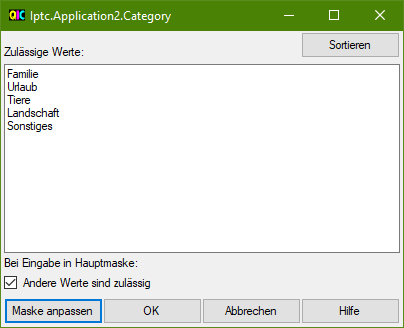 QIC Iptc.Application2.Category
Sortieren
Zulässige Werte:
Familie
Urlaub
Tiere
Landschaft
Sonstiges
Bei Eingabe in Hauptmaske:
Andere Werte sind zulässig
Maske anpassen OK Abbrechen Hilfe